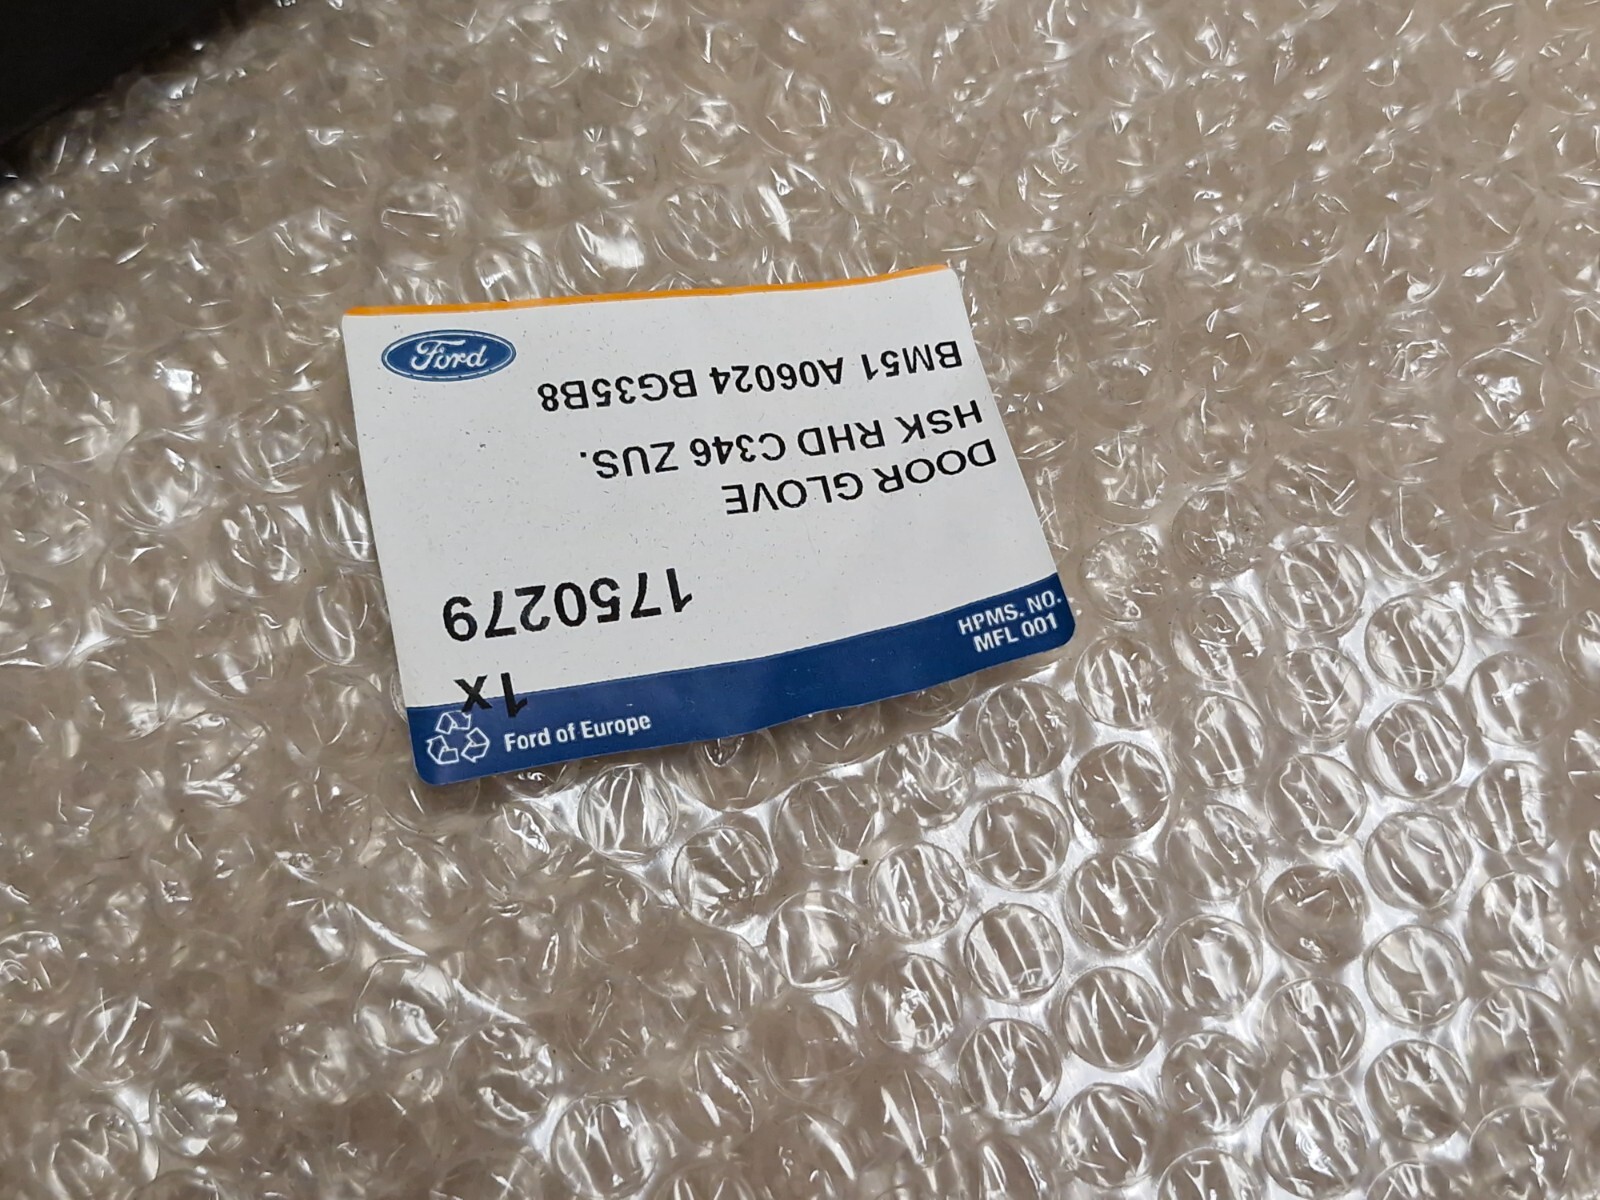 Ford
1x
1750279
DOOR GLOVE
HSK RHD C346 ZUS.
BM51 A06024 BG35B8
HPMS. NO.
MFL 001
Ford of Europe